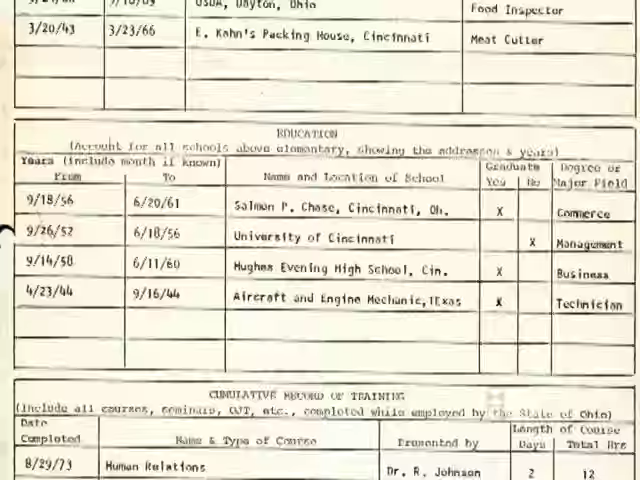 USDA, Dayton, Ohio Food Inspector
3/20/43 3/23/66 E. Kahn's Packing House, Cincinnati Meat Cutter
EDUCATION
(Account for all schools above elementary, showing the addresses & years)
Years (include month if known) Graduate Degree or
From To Name and Location of School Yes No Major Field
9/18/56 6/20/61 Salmon P. Chase, Cincinnati, Oh. X Commerce
9/26/52 6/18/56 University of Cincinnati X Management
9/14/58 6/11/60 Hughes Evening High School, Cin. X Business
4/23/44 9/16/44 Aircraft and Engine Mechanic, TExas X Technician
CUMULATIVE RECORD OF TRAINING
(Include all courses, seminars, OJT, etc., completed while employed by the State of Ohio)
Date Length of Course
Completed Name & Type of Course Presented by Days Total Hrs
8/29/73 Human Relations Dr. R. Johnson 2 12